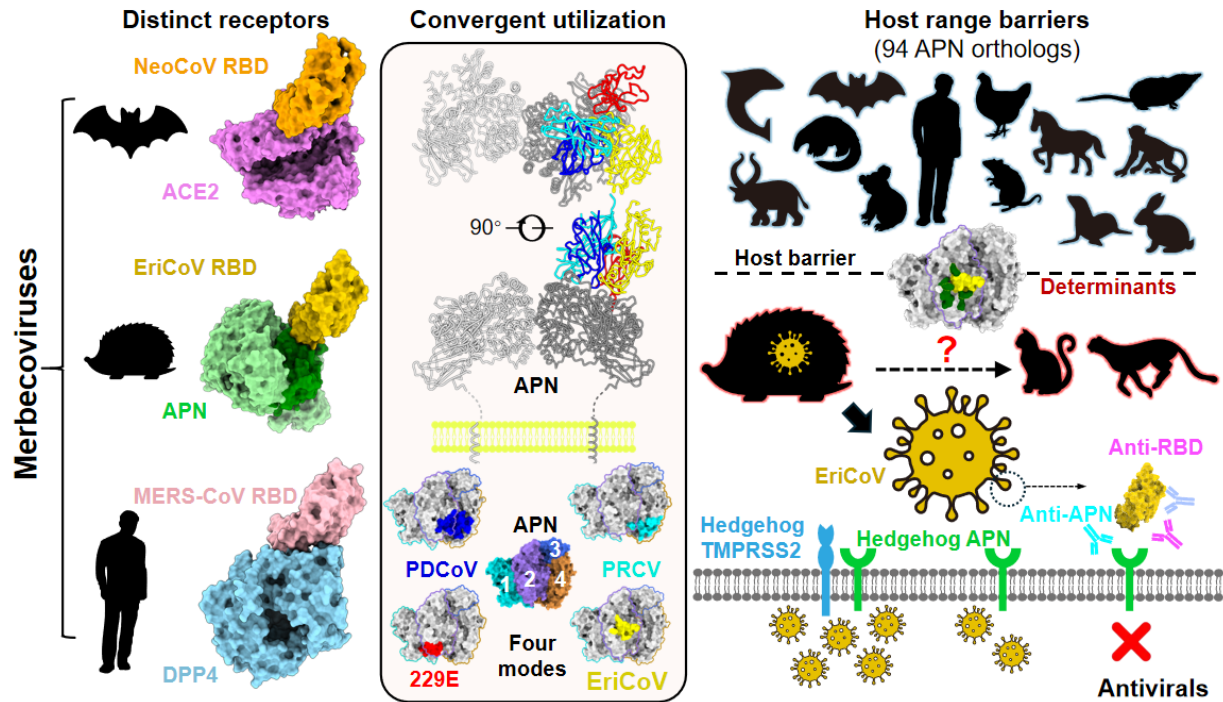 Distinct receptors
Convergent utilization
Host range barriers
(94 APN orthologs)
Merbecoviruses
NeoCoV RBD
ACE2
EriCoV RBD
APN
MERS-CoV RBD
DPP4
90°
APN
PDCoV
APN
PRCV
1
2
3
4
229E
Four
modes
EriCoV
Host barrier
Determinants
?
EriCoV
Anti-RBD
Anti-APN
Hedgehog
TMPRSS2
Hedgehog APN
Antivirals